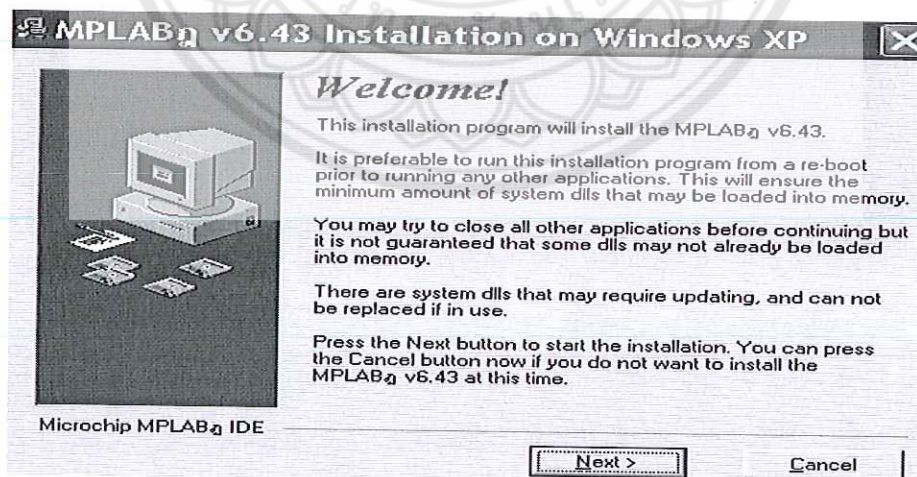 MPLABฎ v6.43 Installation on Windows XP
Welcome!
This installation program will install the MPLABฎ v6.43.
It is preferable to run this installation program from a re-boot
prior to running any other applications. This will ensure the
minimum amount of system dlls that may be loaded into memory.
You may try to close all other applications before continuing but
it is not guaranteed that some dlls may not already be loaded
into memory.
There are system dlls that may require updating, and can not
be replaced if in use.
Press the Next button to start the installation. You can press
the Cancel button now if you do not want to install the
MPLABฎ v6.43 at this time.
Microchip MPLABฎ IDE
Next >
Cancel